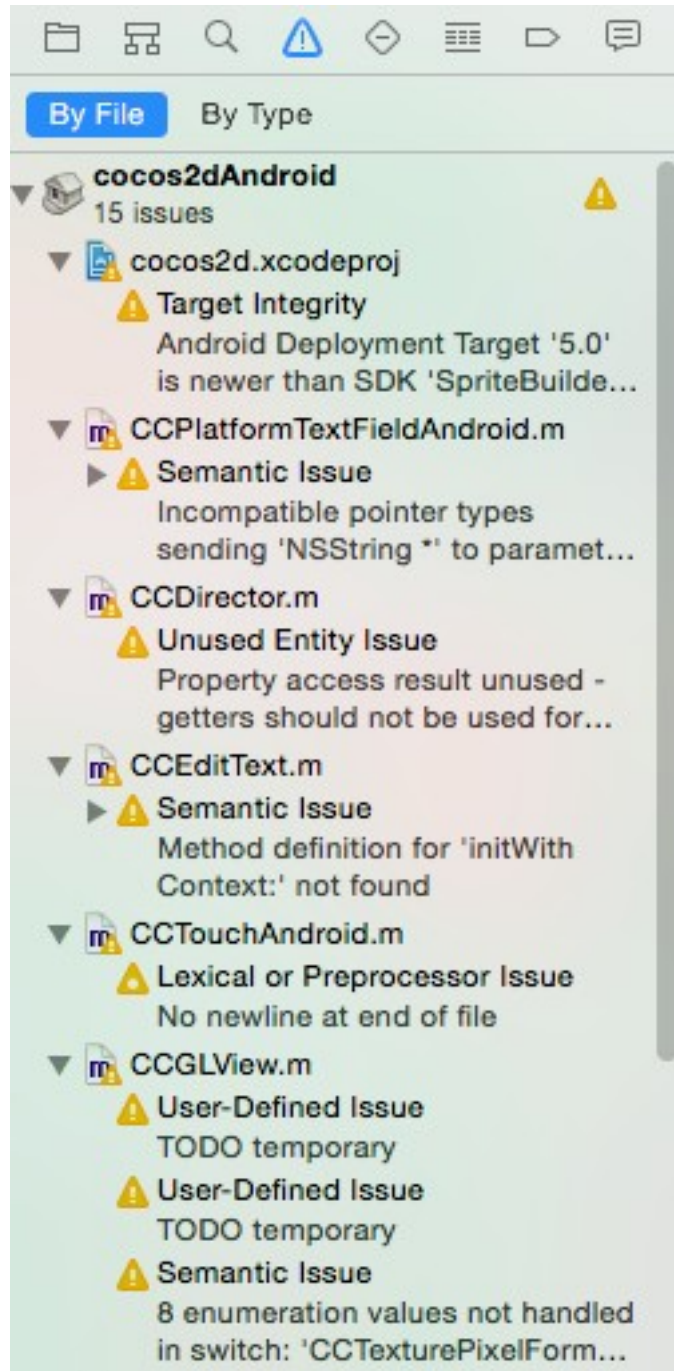 By File By Type
cocos2dAndroid
15 issues
cocos2d.xcodeproj
Target Integrity
Android Deployment Target '5.0'
is newer than SDK 'SpriteBuilde...
CCPlatformTextFieldAndroid.m
Semantic Issue
Incompatible pointer types
sending 'NSString *' to paramet...
CCDirector.m
Unused Entity Issue
Property access result unused -
getters should not be used for...
CCEditText.m
Semantic Issue
Method definition for 'initWith
Context:' not found
CCTouchAndroid.m
Lexical or Preprocessor Issue
No newline at end of file
CCGLView.m
User-Defined Issue
TODO temporary
User-Defined Issue
TODO temporary
Semantic Issue
8 enumeration values not handled
in switch: 'CCTexturePixelForm...